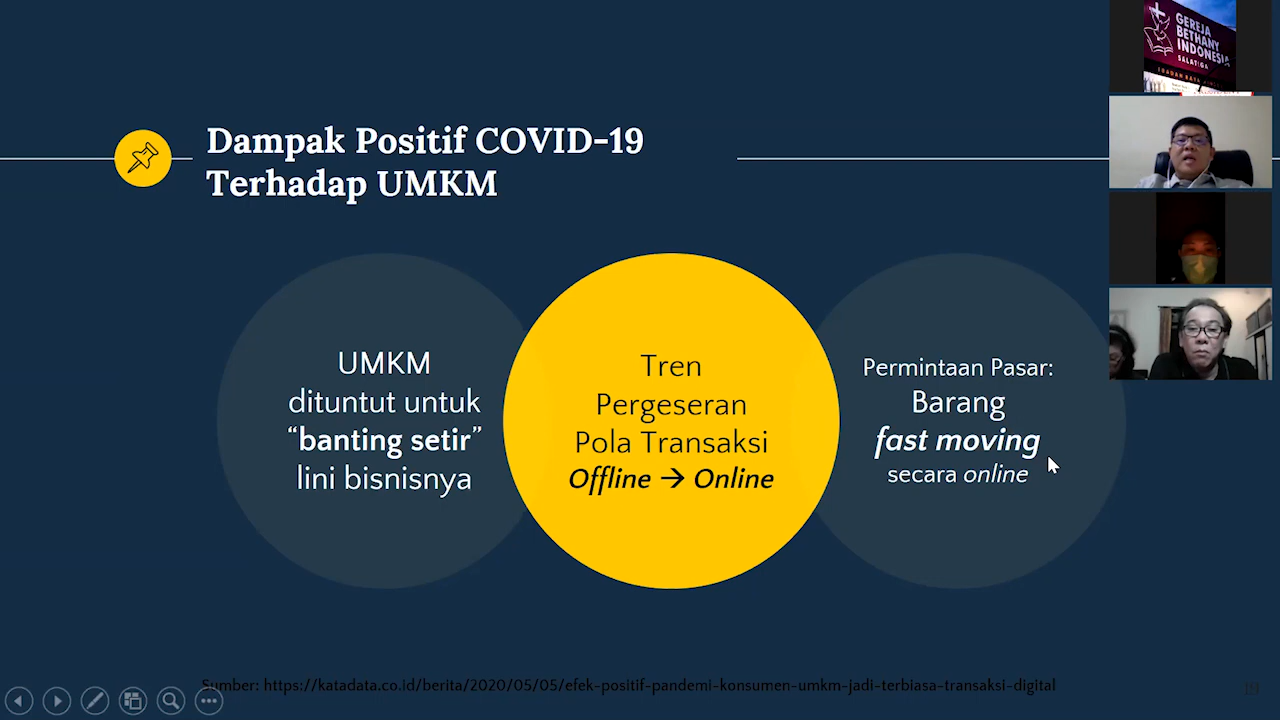 Dampak Positif COVID-19
Terhadap UMKM
UMKM
dituntut untuk
“banting setir”
lini bisnisnya
Tren
Pergeseran
Pola Transaksi
Offline → Online
Permintaan Pasar:
Barang
fast moving
secara online
Sumber: https://katadata.co.id/berita/2020/05/05/efek-positif-pandemi-konsumen-umkm-jadi-terbiasa-transaksi-digital
GEREJA
BETHANY
INDONESIA
SALATIGA